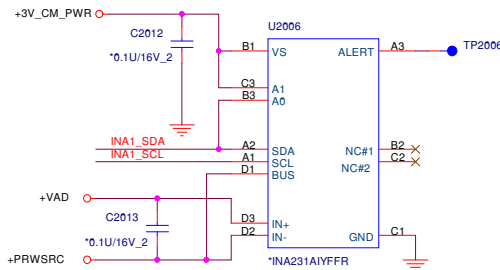 +3V_CM_PWR
U2006
C2012
*0.1U/16V_2
B1 VS ALERT A3 TP2006
C3 A1
B3 A0
INA1_SDA A2 SDA NC#1 B2
INA1_SCL A1 SCL NC#2 C2
D1 BUS
+VAD
C2013 D3 IN+
*0.1U/16V_2 D2 IN- GND C1
+PRWSRC
*INA231AIYFFR